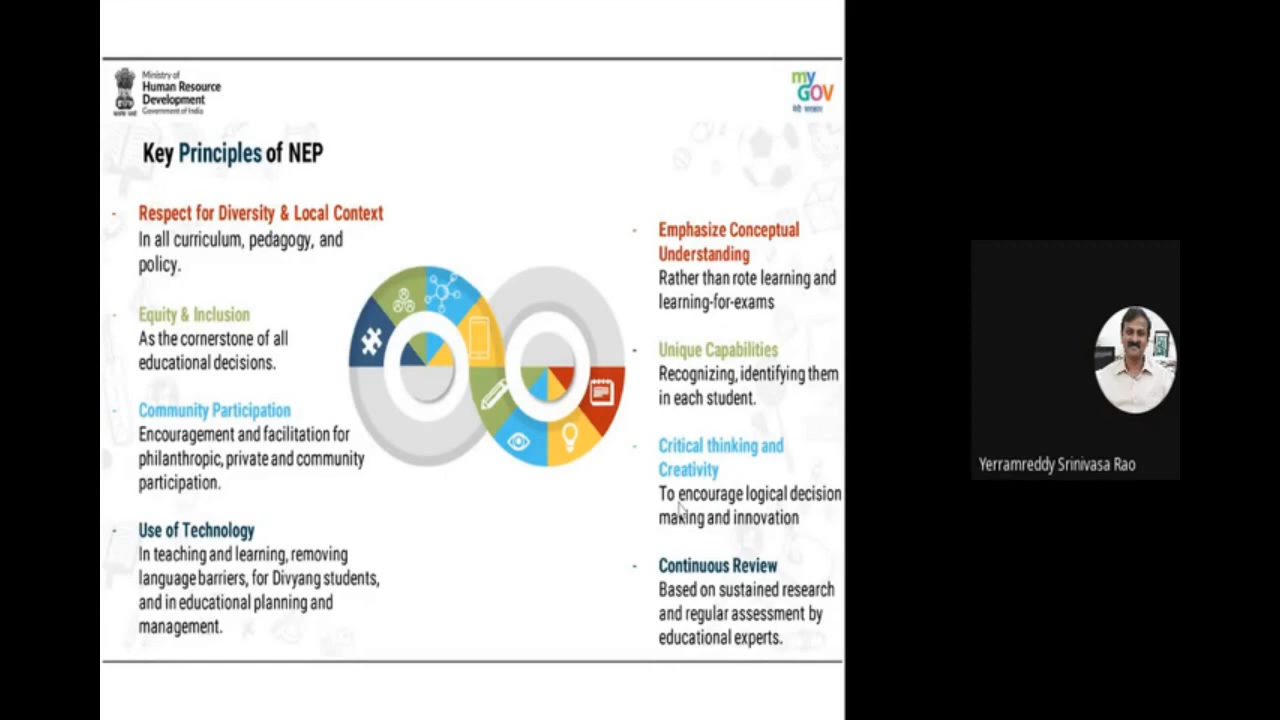 Ministry of
Human Resource
Development
Government of India
my
GOV
मेरी सरकार
Key Principles of NEP
- Respect for Diversity & Local Context
In all curriculum, pedagogy, and
policy.
- Equity & Inclusion
As the cornerstone of all
educational decisions.
- Community Participation
Encouragement and facilitation for
philanthropic, private and community
participation.
- Use of Technology
In teaching and learning, removing
language barriers, for Divyang students,
and in educational planning and
management.
- Emphasize Conceptual
Understanding
Rather than rote learning and
learning-for-exams
- Unique Capabilities
Recognizing, identifying them
in each student.
- Critical thinking and
Creativity
To encourage logical decision
making and innovation
- Continuous Review
Based on sustained research
and regular assessment by
educational experts.
Yerramreddy Srinivasa Rao